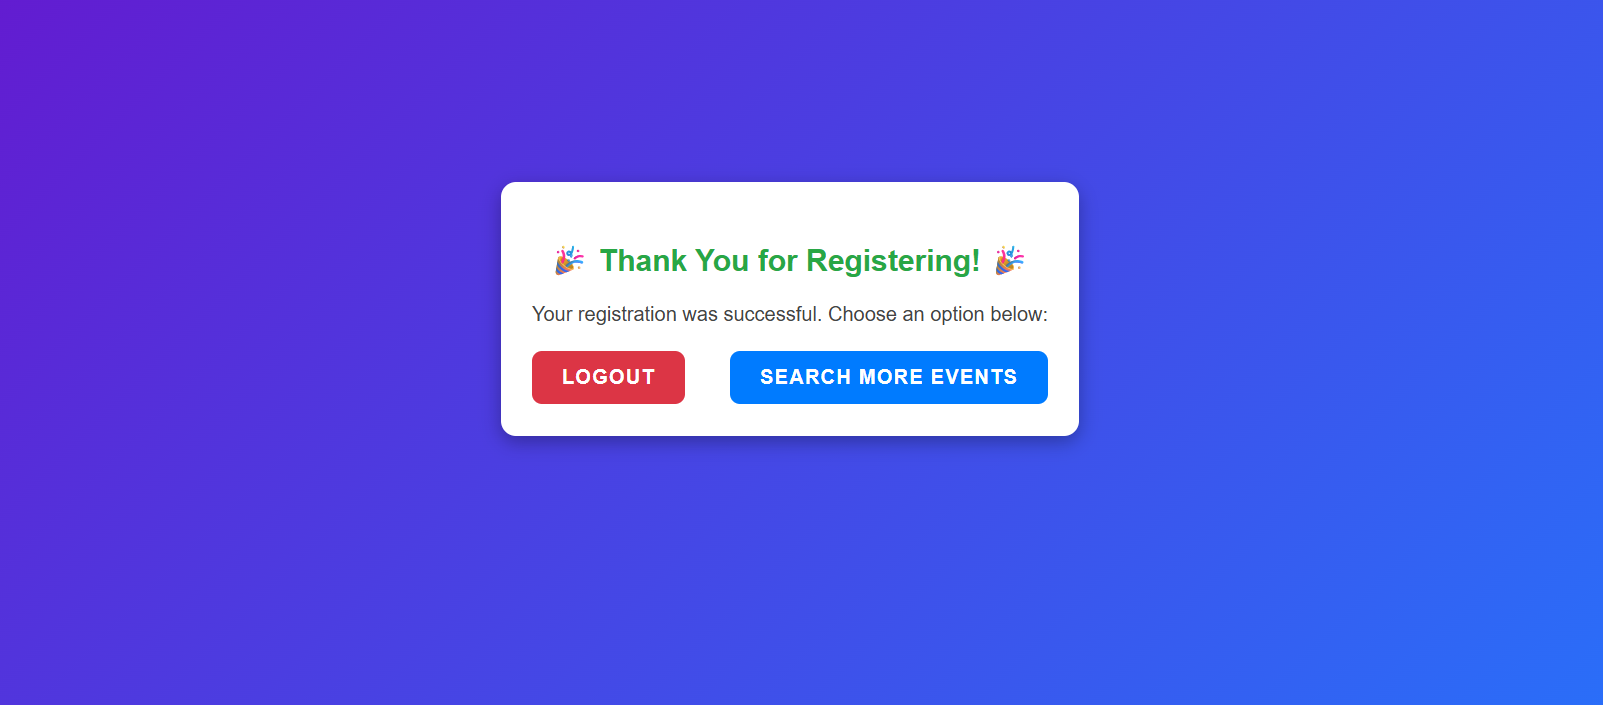 🎉 Thank You for Registering! 🎉
Your registration was successful. Choose an option below:
LOGOUT
SEARCH MORE EVENTS